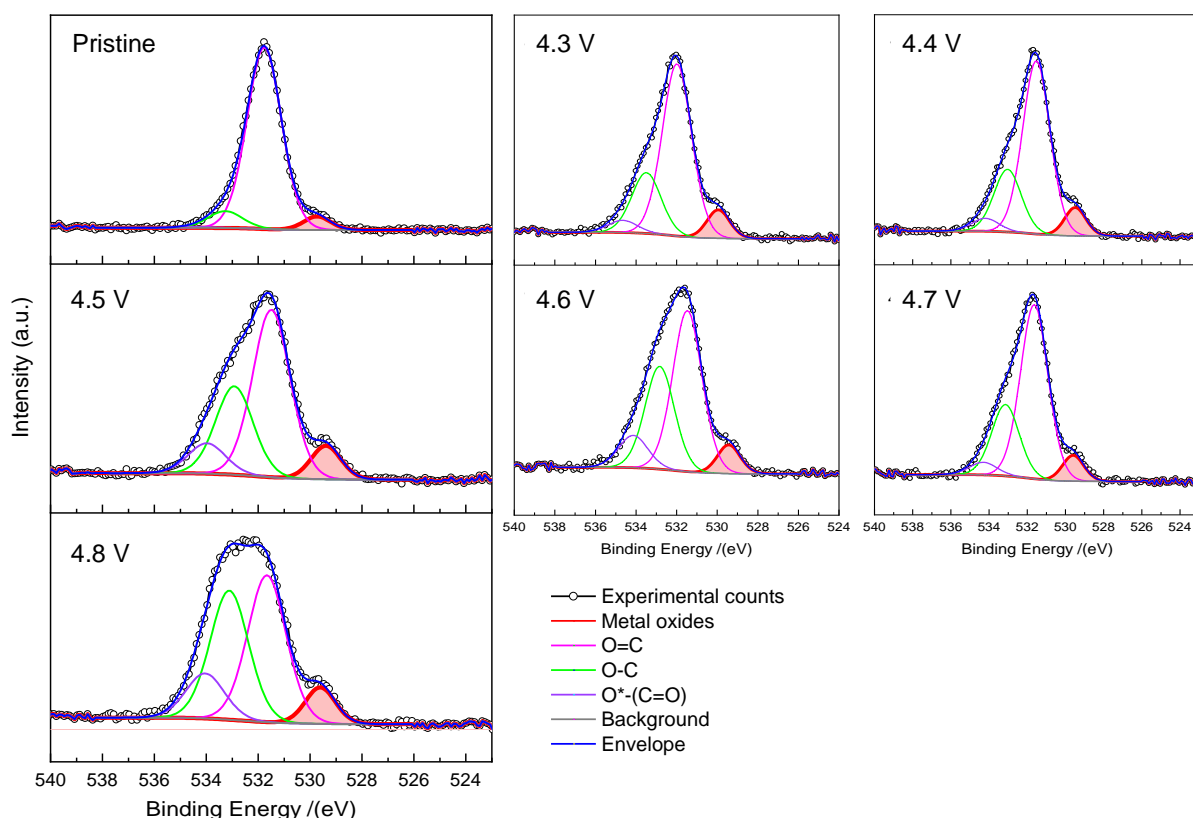 Pristine
4.3 V
4.4 V
4.5 V
4.6 V
4.7 V
4.8 V
Intensity (a.u.)
540 538 536 534 532 530 528 526 524
Binding Energy /(eV)
540 538 536 534 532 530 528 526 524
Binding Energy /(eV)
540 538 536 534 532 530 528 526 524
Binding Energy /(eV)
Experimental counts
Metal oxides
O=C
O-C
O*-(C=O)
Background
Envelope